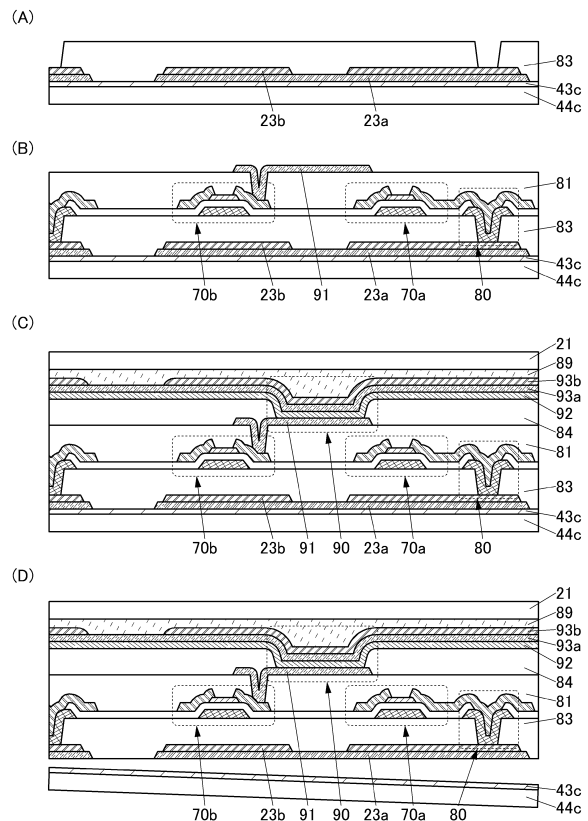 (A)
83
43c
44c
23b 23a
(B)
81
83
43c
44c
70b 23b 91 23a 70a 80
(C)
21
89
93b
93a
92
84
81
83
43c
44c
70b 23b 91 90 23a 70a 80
(D)
21
89
93b
93a
92
84
81
83
43c
44c
70b 23b 91 90 23a 70a 80